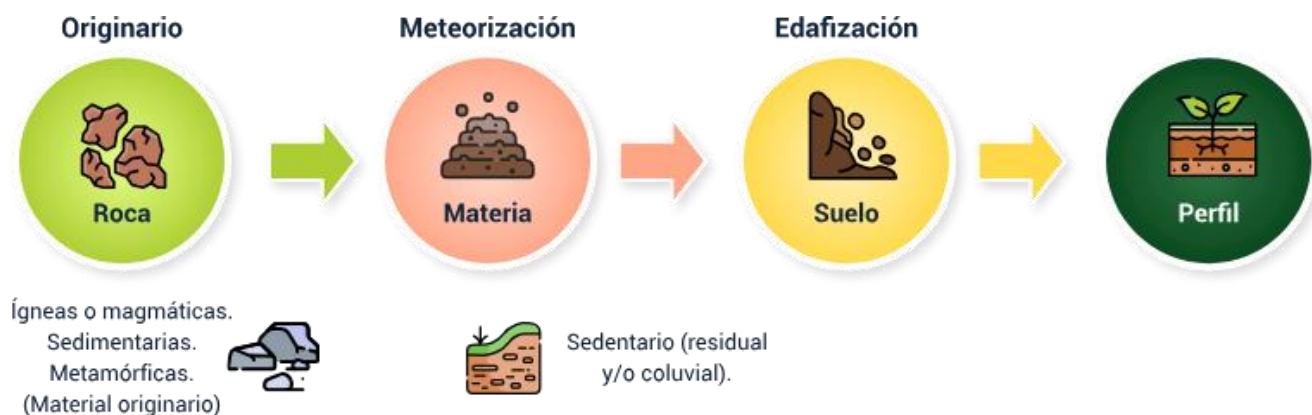 Originario
Meteorización
Edafización
Roca
Materia
Suelo
Perfil
Ígneas o magmáticas.
Sedimentarias.
Metamórficas.
(Material originario)
Sedentario (residual
y/o coluvial).